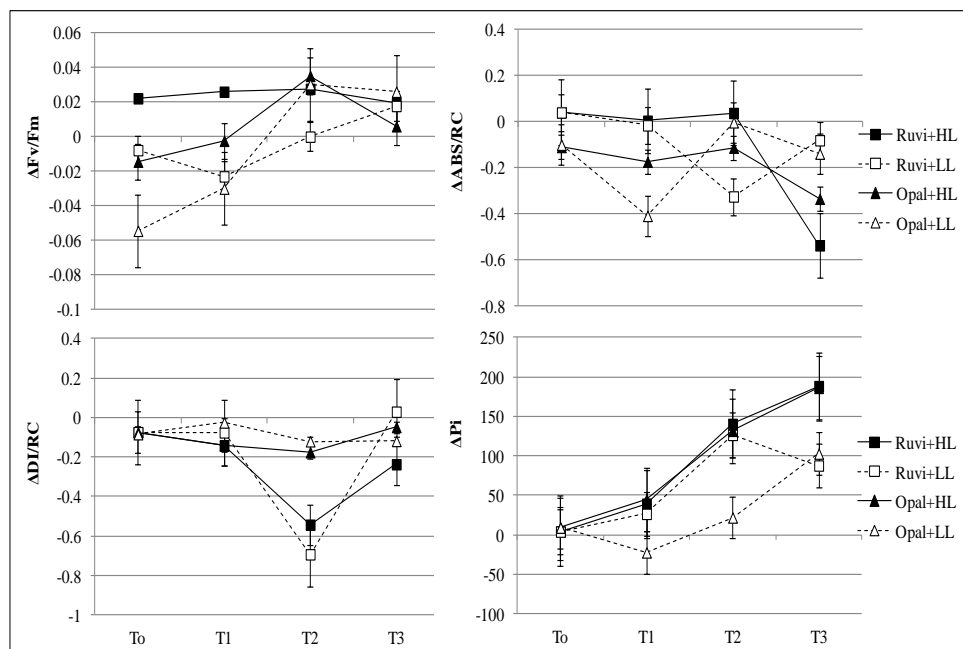 ΔFv/Fm
0.06
0.04
0.02
0
-0.02
-0.04
-0.06
-0.08
-0.1
ΔABS/RC
0.4
0.2
0
-0.2
-0.4
-0.6
-0.8
Ruvi+HL
Ruvi+LL
Opal+HL
Opal+LL
ΔDI/RC
0.4
0.2
0
-0.2
-0.4
-0.6
-0.8
-1
To T1 T2 T3
ΔPi
250
200
150
100
50
0
-50
-100
To T1 T2 T3
Ruvi+HL
Ruvi+LL
Opal+HL
Opal+LL